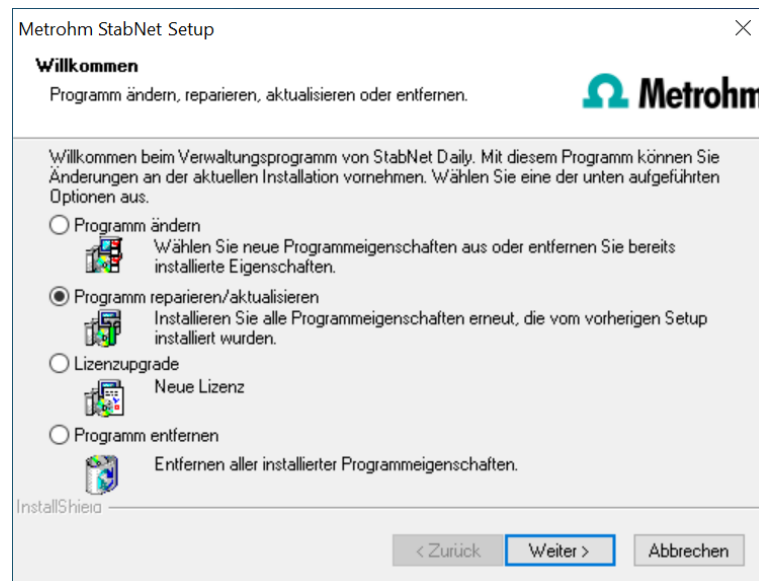 Metrohm StabNet Setup
Willkommen
Programm ändern, reparieren, aktualisieren oder entfernen.
Metrohm
Willkommen beim Verwaltungsprogramm von StabNet Daily. Mit diesem Programm können Sie
Änderungen an der aktuellen Installation vornehmen. Wählen Sie eine der unten aufgeführten
Optionen aus.
Programm ändern
Wählen Sie neue Programmeigenschaften aus oder entfernen Sie bereits
installierte Eigenschaften.
Programm reparieren/aktualisieren
Installieren Sie alle Programmeigenschaften erneut, die vom vorherigen Setup
installiert wurden.
Lizenzupgrade
Neue Lizenz
Programm entfernen
Entfernen aller installierter Programmeigenschaften.
InstallShield
< Zurück
Weiter >
Abbrechen